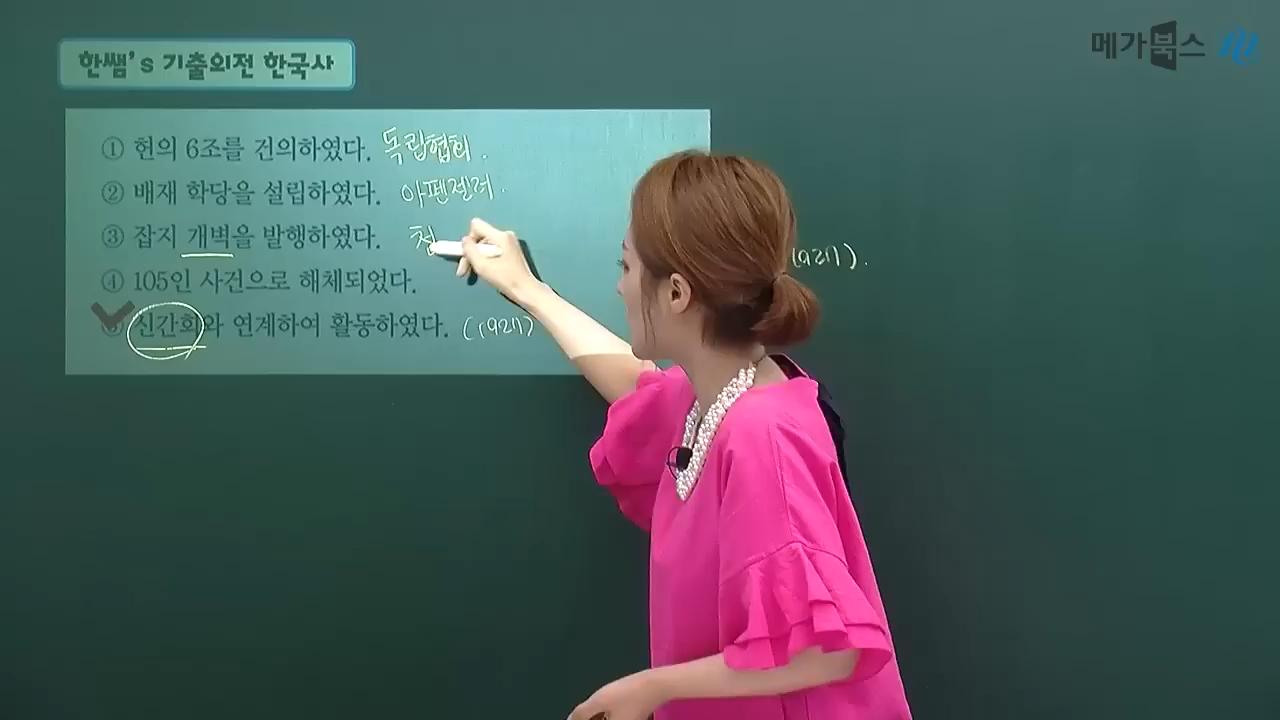 한쌤's 기출의전 한국사
메가북스
① 헌의 6조를 건의하였다. 독립협회.
② 배재 학당을 설립하였다. 아펜젤러.
③ 잡지 개벽을 발행하였다. 천
④ 105인 사건으로 해체되었다.
⑤ 신간회와 연계하여 활동하였다. (1927)
(1927).